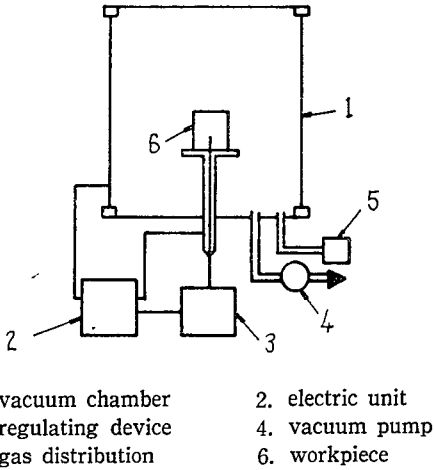 1
6
5
2
3
4
vacuum chamber 2. electric unit
regulating device 4. vacuum pump
gas distribution 6. workpiece